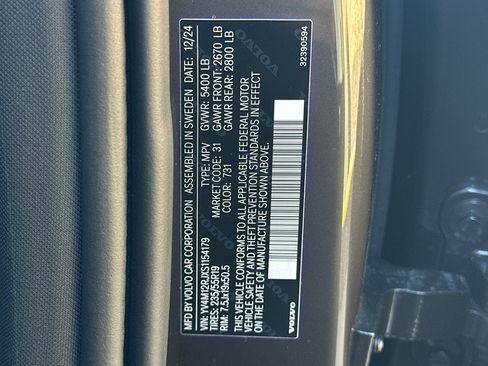 MFD BY VOLVO CAR CORPORATION ASSEMBLED IN SWEDEN DATE: 12/24
VIN: YV4M12RJXS1154179 TYPE: MPV GVWR: 5400 LB
TIRES: 235/55R19 MARKET CODE: 31 GAWR FRONT: 2670 LB
RIM: 7.5Jx19x50.5 COLOR: 731 GAWR REAR: 2800 LB
THIS VEHICLE CONFORMS TO ALL APPLICABLE FEDERAL MOTOR
VEHICLE SAFETY AND THEFT PREVENTION STANDARDS IN EFFECT
ON THE DATE OF MANUFACTURE SHOWN ABOVE.
VOLVO
32390594